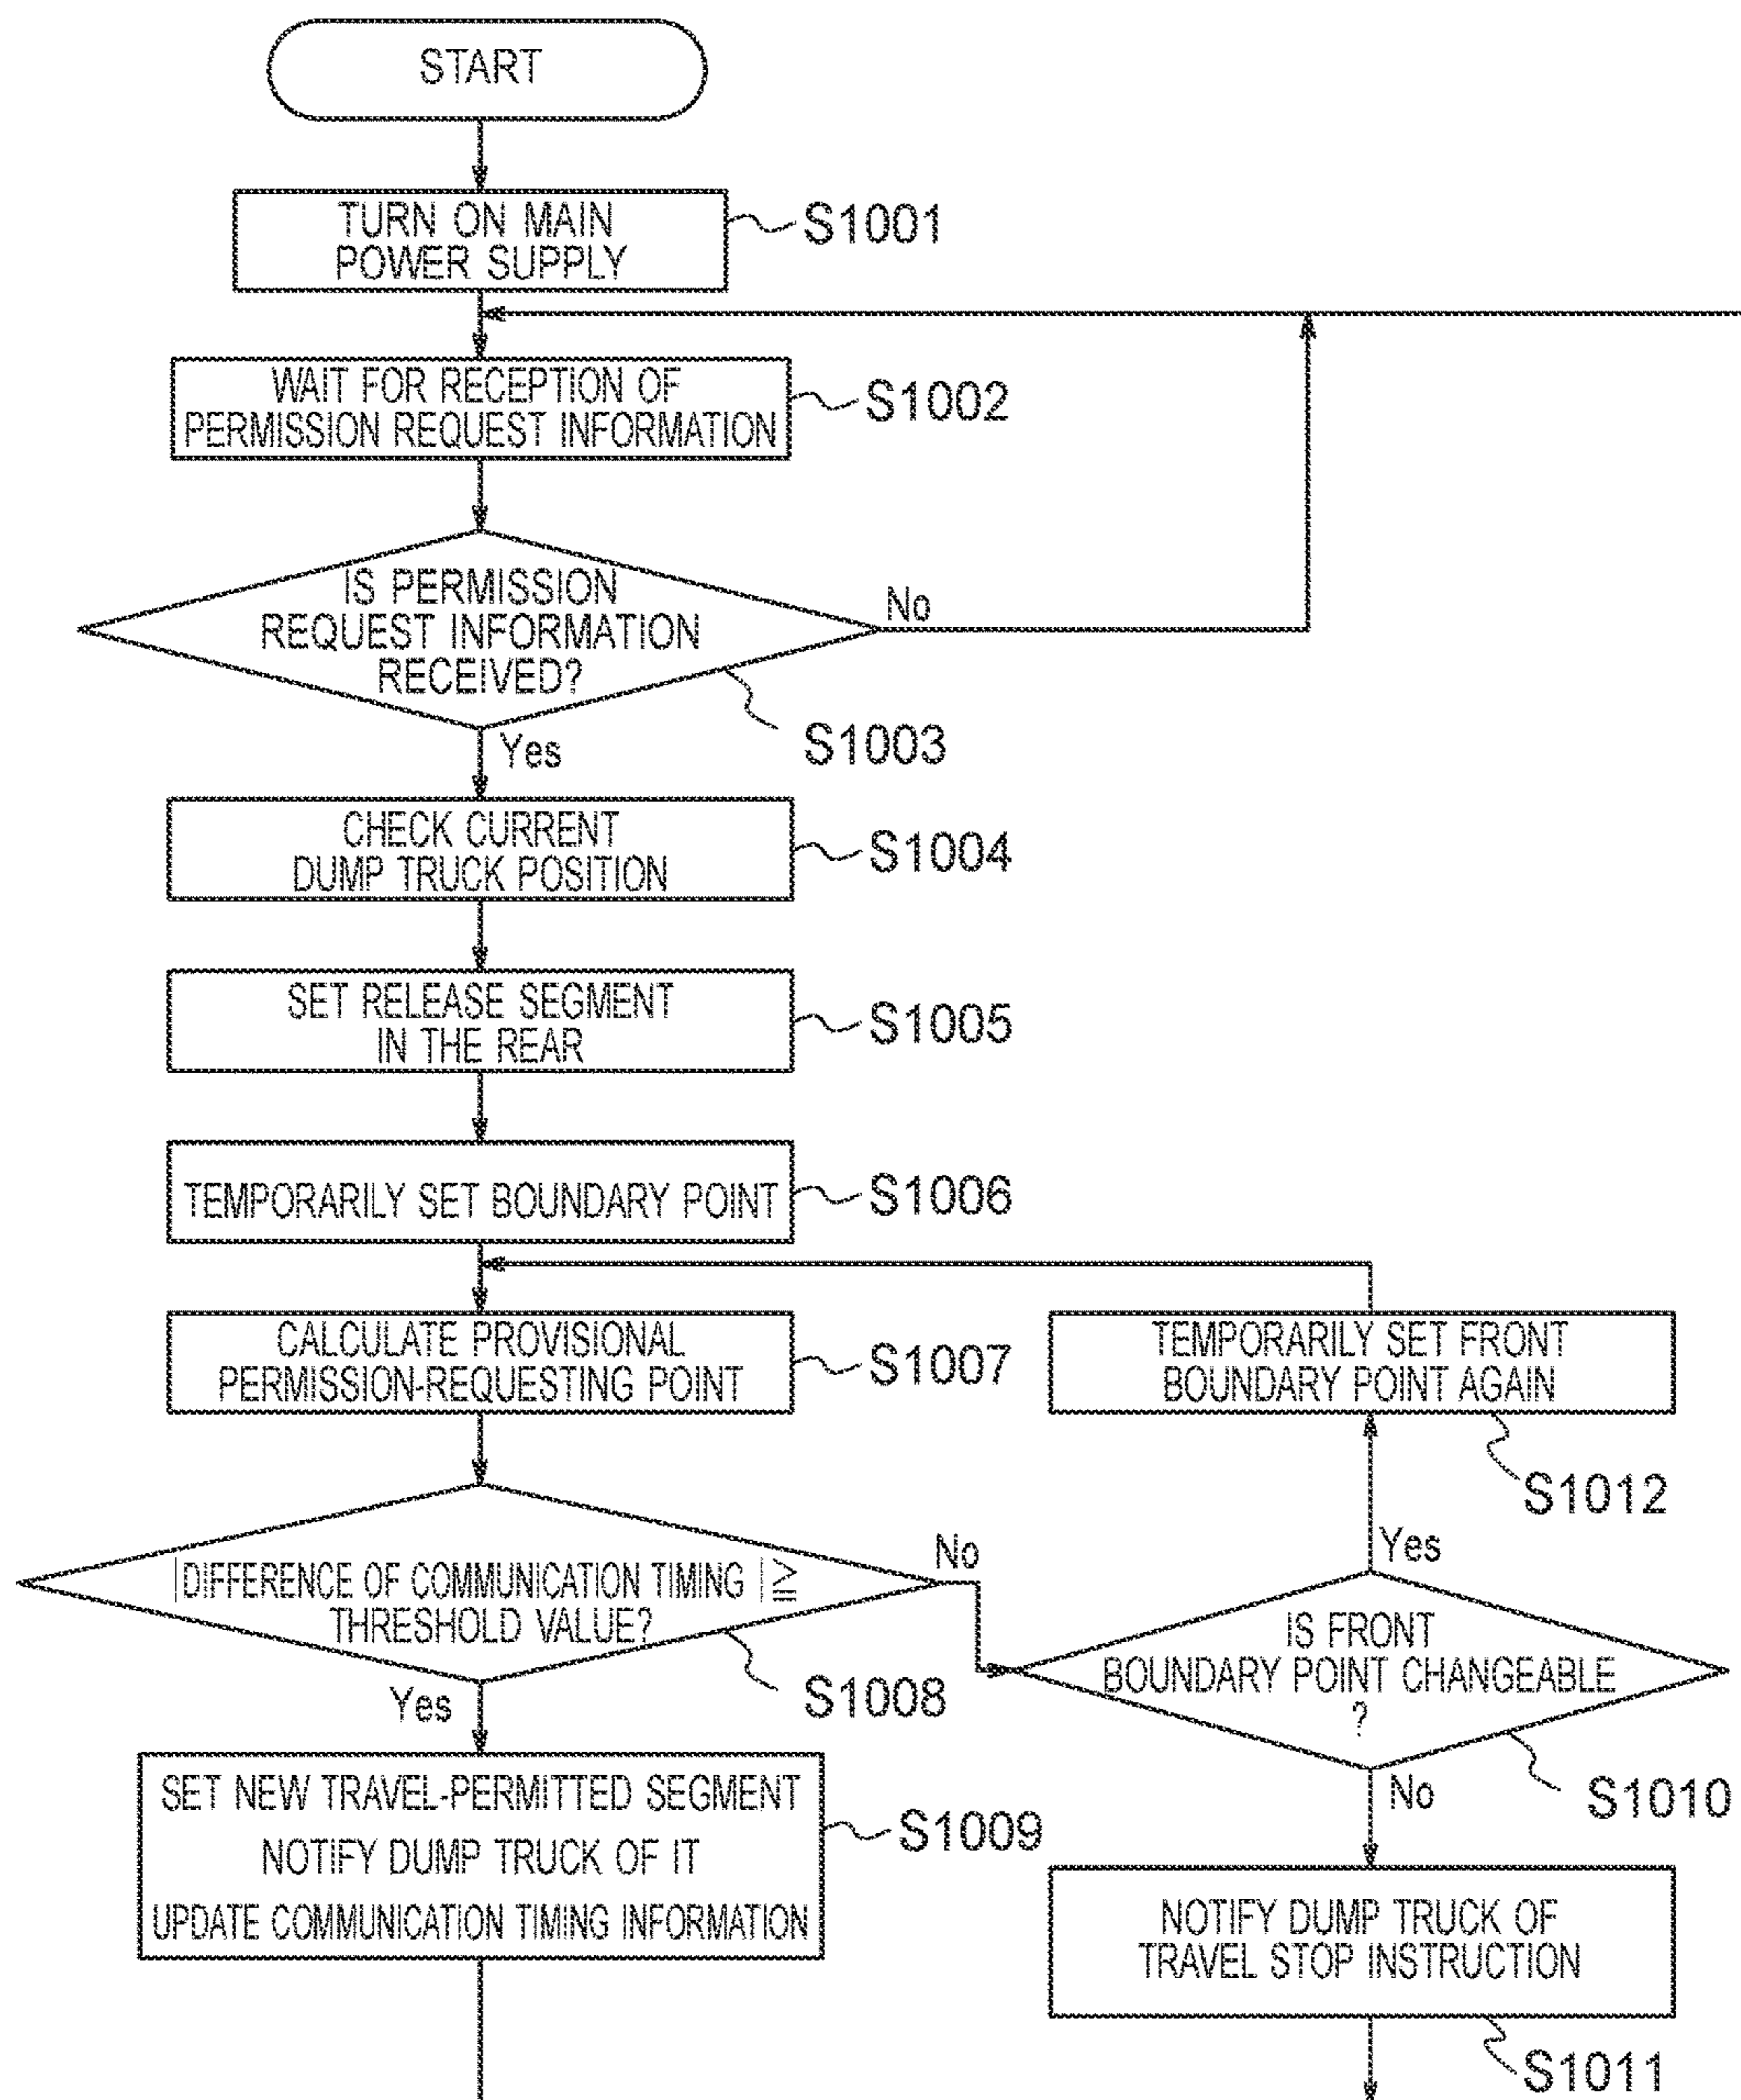 START
TURN ON MAIN
POWER SUPPLY
S1001
WAIT FOR RECEPTION OF
PERMISSION REQUEST INFORMATION
S1002
IS PERMISSION
REQUEST INFORMATION
RECEIVED?
No
S1003
Yes
CHECK CURRENT
DUMP TRUCK POSITION
S1004
SET RELEASE SEGMENT
IN THE REAR
S1005
TEMPORARILY SET BOUNDARY POINT
S1006
CALCULATE PROVISIONAL
PERMISSION-REQUESTING POINT
S1007
TEMPORARILY SET FRONT
BOUNDARY POINT AGAIN
S1012
|DIFFERENCE OF COMMUNICATION TIMING | ≧
THRESHOLD VALUE?
No
S1008
Yes
Yes
IS FRONT
BOUNDARY POINT CHANGEABLE
?
S1010
No
SET NEW TRAVEL-PERMITTED SEGMENT
NOTIFY DUMP TRUCK OF IT
UPDATE COMMUNICATION TIMING INFORMATION
S1009
NOTIFY DUMP TRUCK OF
TRAVEL STOP INSTRUCTION
S1011